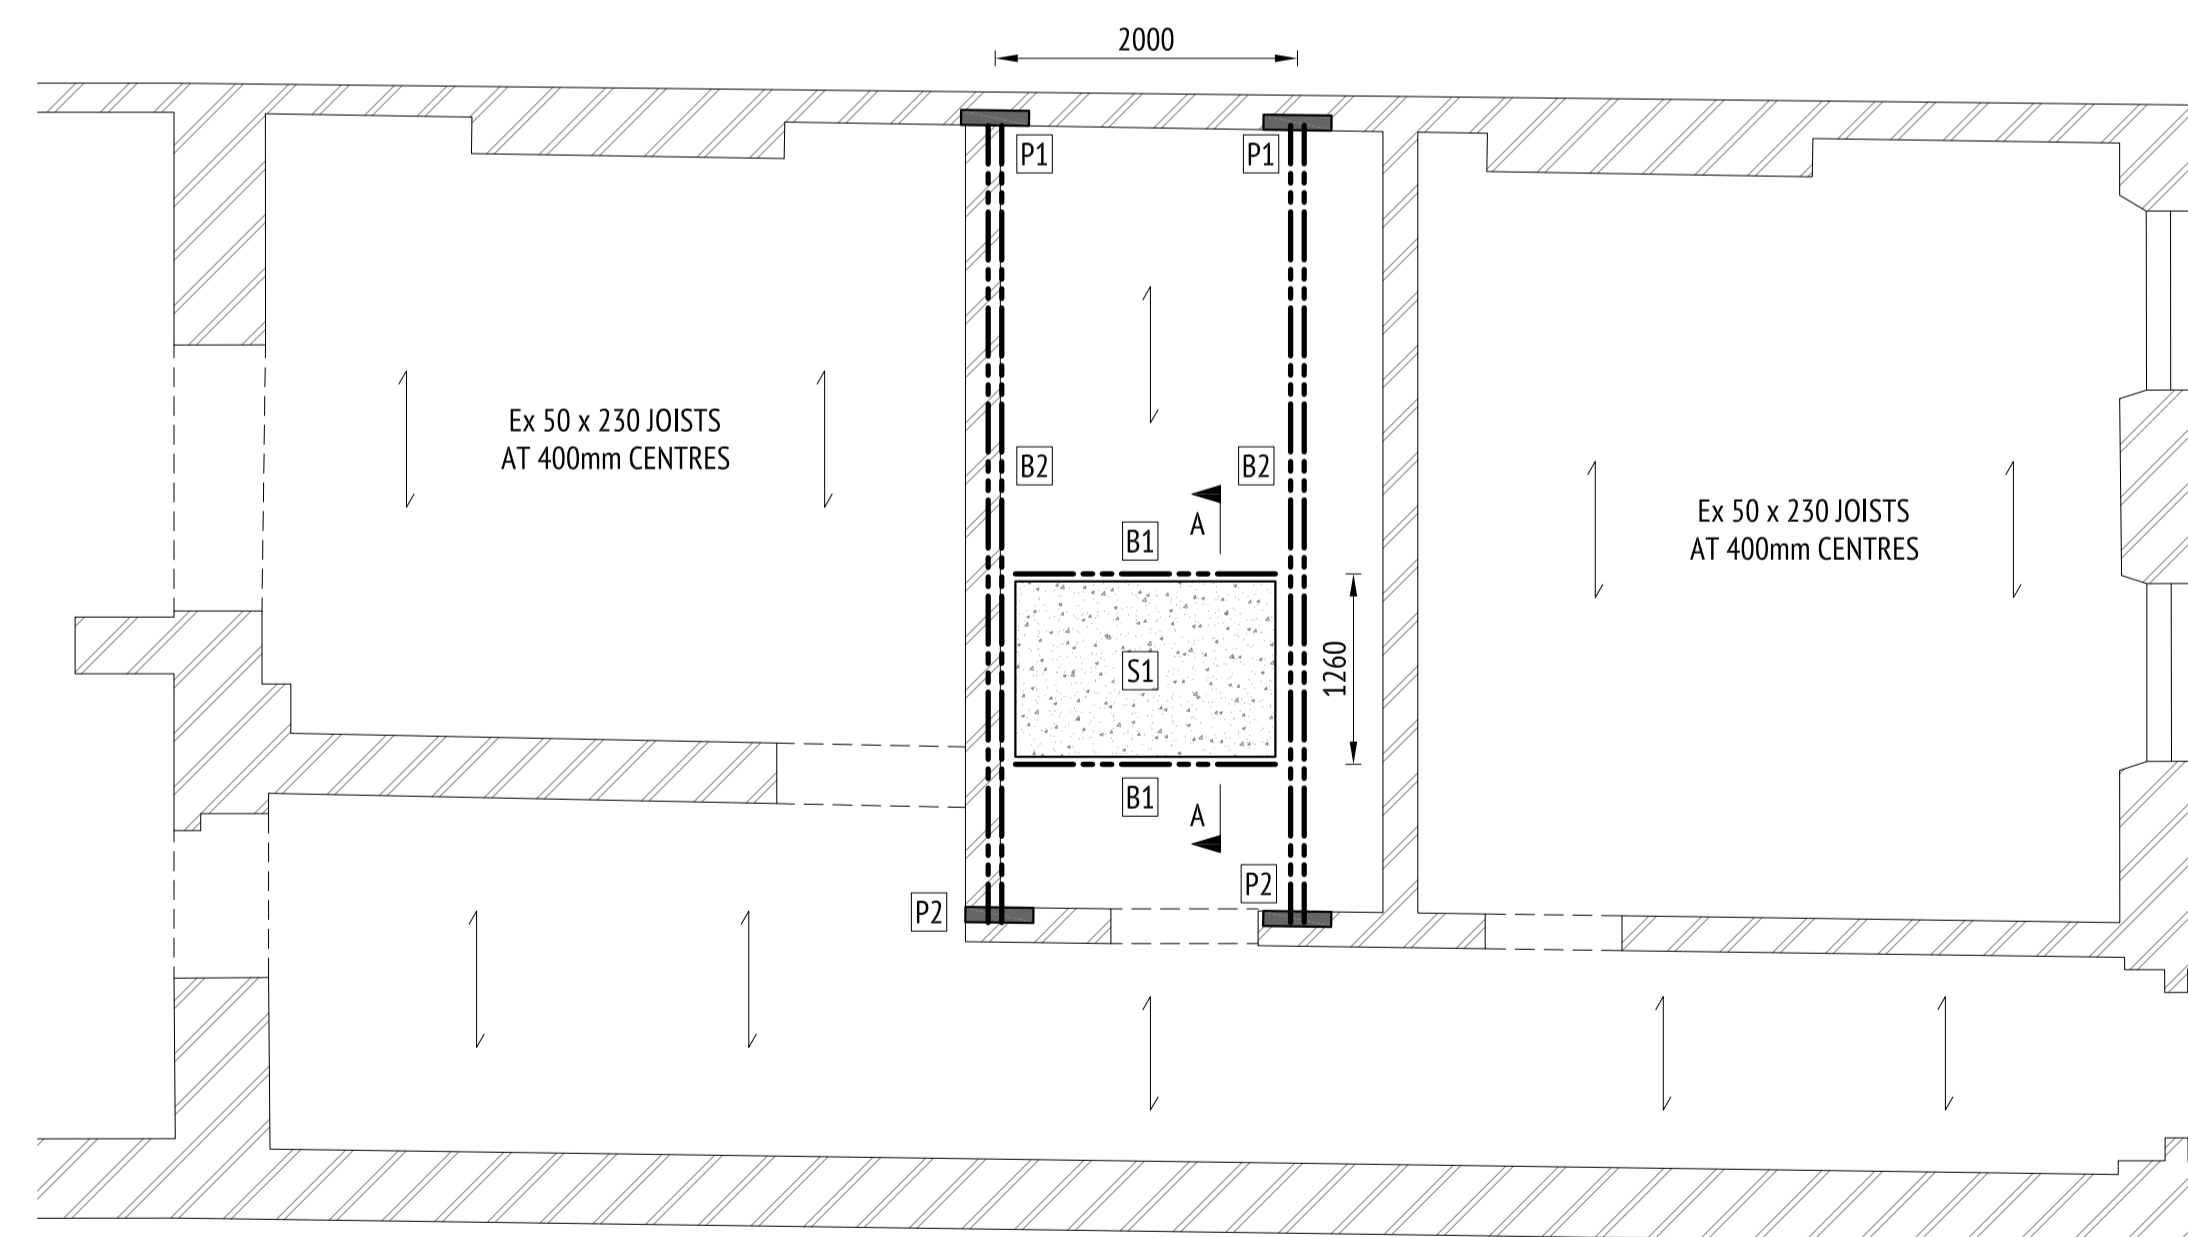 2000
P1
P1
Ex 50 x 230 JOISTS
AT 400mm CENTRES
B2
B2
Ex 50 x 230 JOISTS
AT 400mm CENTRES
A
B1
S1
1260
B1
A
P2
P2